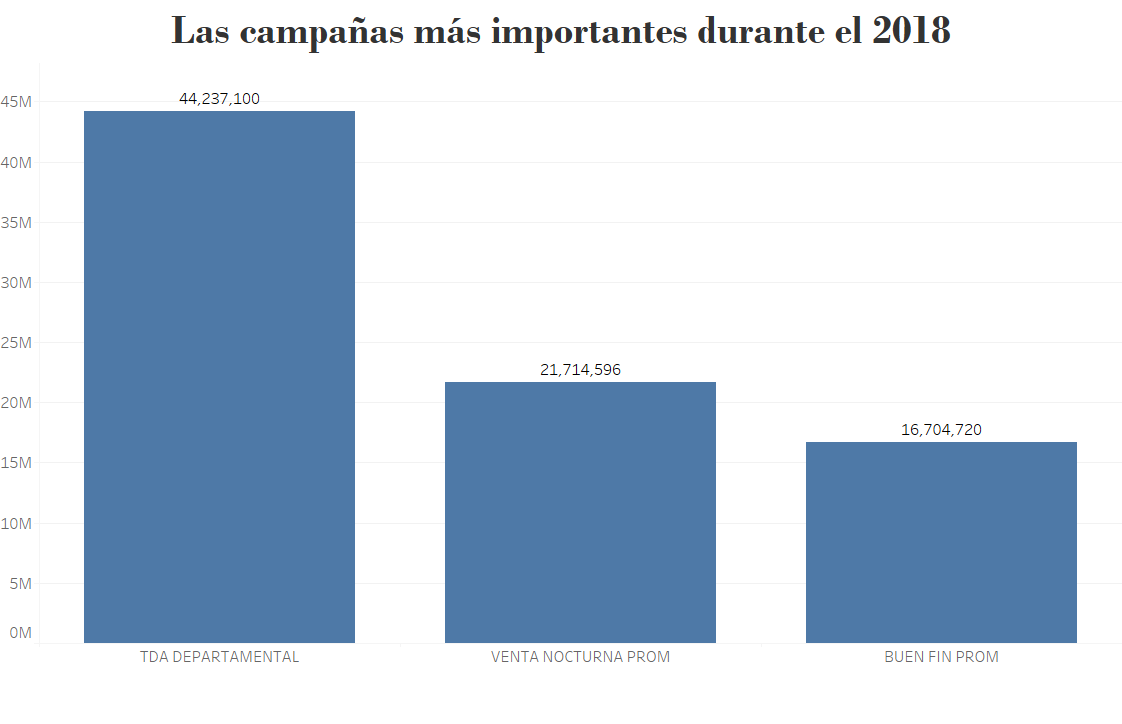 Las campañas más importantes durante el 2018
45M
40M
35M
30M
25M
20M
15M
10M
5M
0M
44,237,100
21,714,596
16,704,720
TDA DEPARTAMENTAL
VENTA NOCTURNA PROM
BUEN FIN PROM